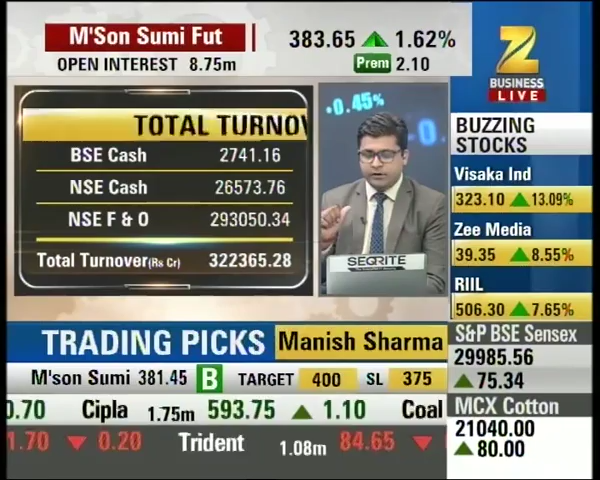 M'Son Sumi Fut
383.65 1.62%
OPEN INTEREST 8.75m
Prem 2.10
Z
BUSINESS
LIVE
TOTAL TURNOV
BSE Cash 2741.16
NSE Cash 26573.76
NSE F & O 293050.34
Total Turnover(Rs Cr) 322365.28
+0.45%
-0.
SEQRITE
BUZZING
STOCKS
Visaka Ind
323.10 13.09%
Zee Media
39.35 8.55%
RIIL
506.30 7.65%
S&P BSE Sensex
29985.56
75.34
MCX Cotton
21040.00
80.00
TRADING PICKS Manish Sharma
M'son Sumi 381.45 B TARGET 400 SL 375
0.70 Cipla 1.75m 593.75 1.10 Coal
1.70 0.20 Trident 1.08m 84.65